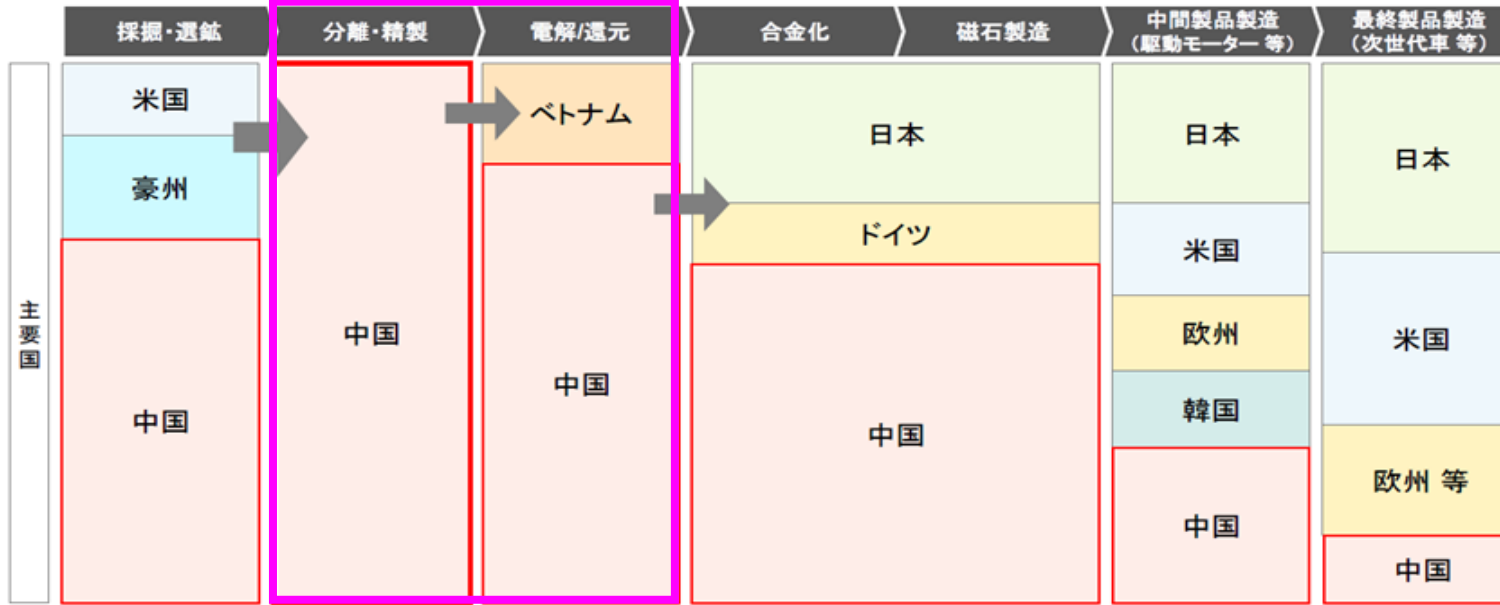 採掘・選鉱
分離・精製
電解/還元
合金化
磁石製造
中間製品製造
（駆動モーター 等）
最終製品製造
（次世代車 等）
主要国
米国
豪州
中国
中国
ベトナム
中国
日本
ドイツ
中国
日本
米国
欧州
韓国
中国
日本
米国
欧州 等
中国